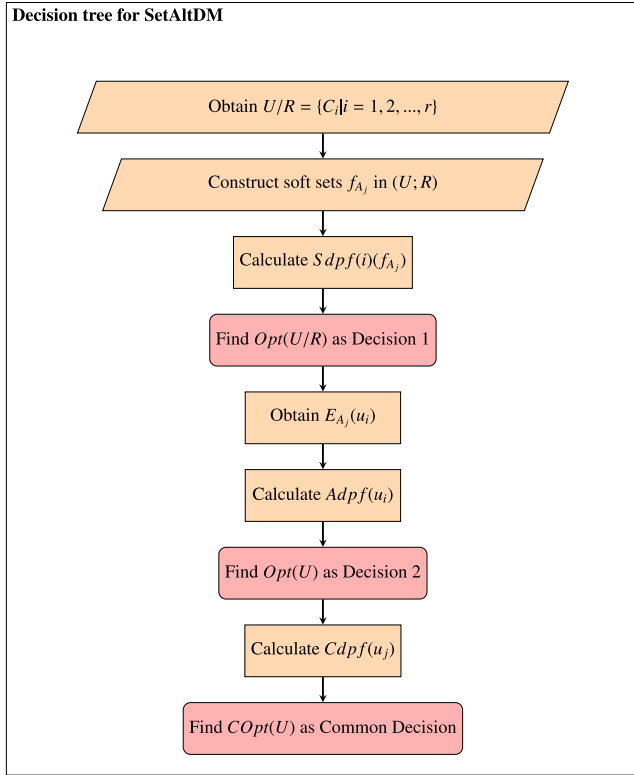 Decision tree for SetAltDM
Obtain U/R = {C_i|i = 1, 2, ..., r}
Construct soft sets f_{A_j} in (U; R)
Calculate S dpf(i)(f_{A_j})
Find Opt(U/R) as Decision 1
Obtain E_{A_j}(u_i)
Calculate Adpf(u_i)
Find Opt(U) as Decision 2
Calculate Cdpf(u_j)
Find COpt(U) as Common Decision